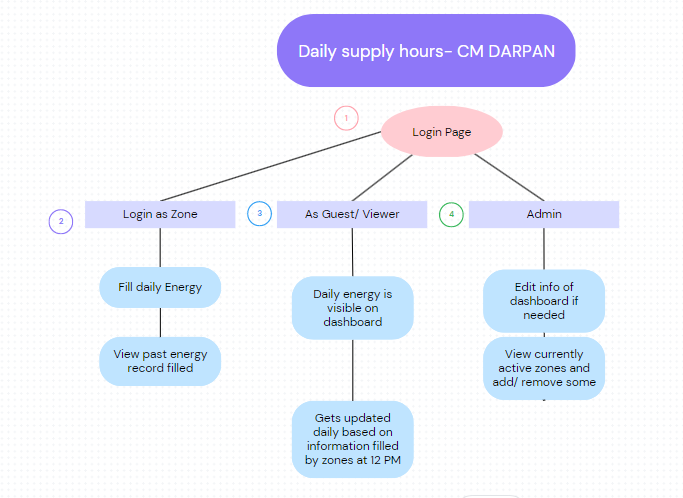 Daily supply hours- CM DARPAN
1
Login Page
2
Login as Zone
3
As Guest/ Viewer
4
Admin
Fill daily Energy
View past energy
record filled
Daily energy is
visible on
dashboard
Gets updated
daily based on
information filled
by zones at 12 PM
Edit info of
dashboard if
needed
View currently
active zones and
add/ remove some